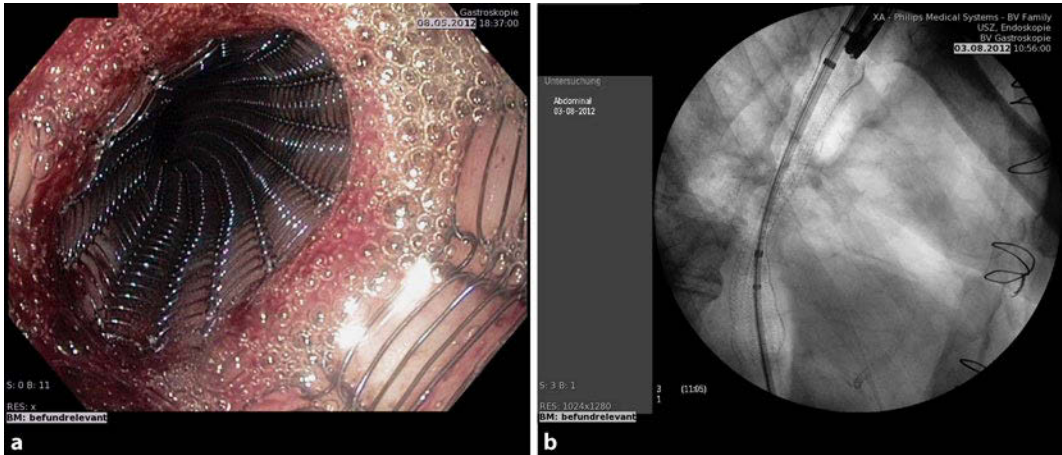 Gastroskopie
08.05.2012 18:37:00
S: 0 B: 11
RES: x
BM: befundrelevant
a
XA - Philips Medical Systems - BV Family
USZ, Endoskopie
BV Gastroskopie
03.08.2012 10:56:00
Untersuchung
Abdominal
03-08-2012
S: 3 B: 1
RES: 1024x1280
BM: befundrelevant
3 (11:05)
1
b